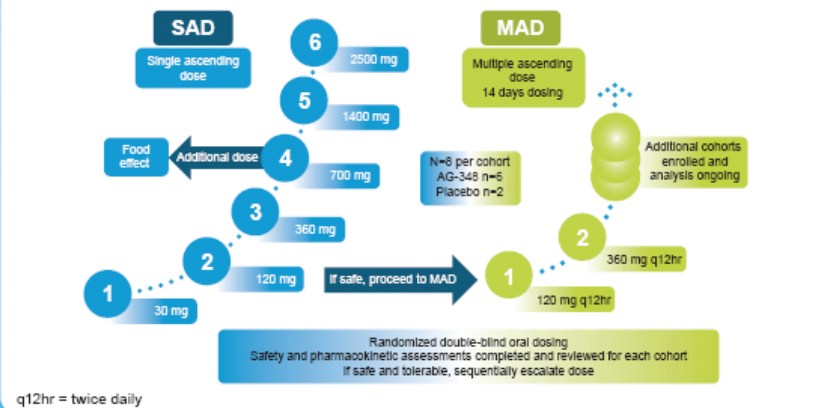 SAD
Single ascending
dose
6
2500 mg
5
1400 mg
Food
effect
Additional dose
4
700 mg
3
360 mg
2
120 mg
1
30 mg
If safe, proceed to MAD
N=8 per cohort
AG-348 n=6
Placebo n=2
MAD
Multiple ascending
dose
14 days dosing
Additional cohorts
enrolled and
analysis ongoing
2
360 mg q12hr
1
120 mg q12hr
Randomized double-blind oral dosing
Safety and pharmacokinetic assessments completed and reviewed for each cohort
If safe and tolerable, sequentially escalate dose
q12hr = twice daily